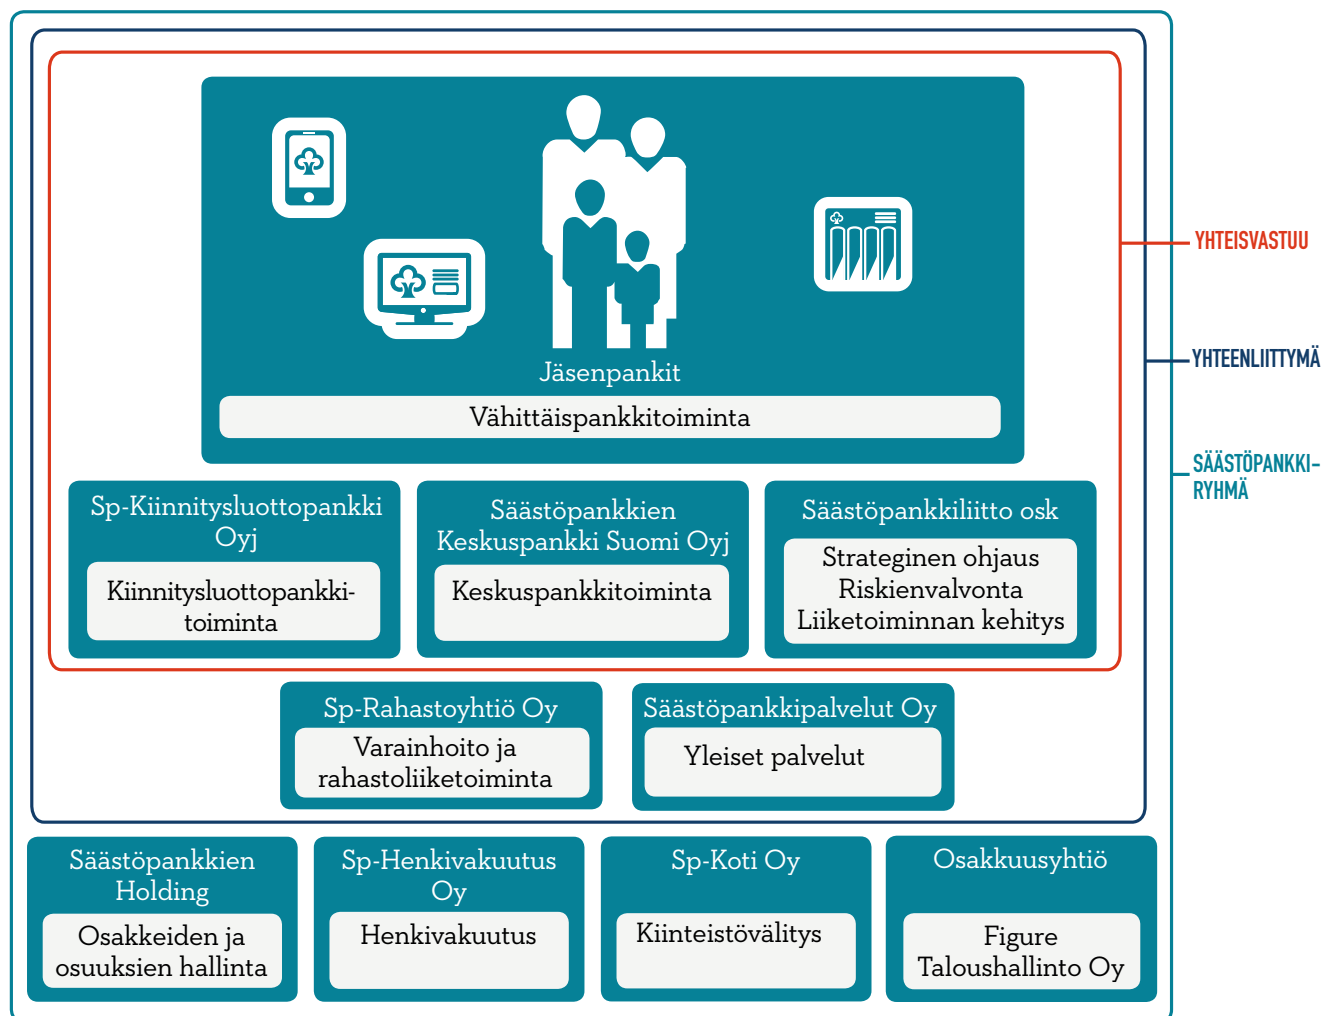 Jäsenpankit
Vähittäispankkitoiminta
Sp-Kiinnitysluottopankki
Oyj
Kiinnitysluottopankki-
toiminta
Säästöpankkien
Keskuspankki Suomi Oyj
Keskuspankkitoiminta
Säästöpankkiliitto osk
Strateginen ohjaus
Riskienvalvonta
Liiketoiminnan kehitys
Sp-Rahastoyhtiö Oy
Varainhoito ja
rahastoliiketoiminta
Säästöpankkipalvelut Oy
Yleiset palvelut
Säästöpankkien
Holding
Osakkeiden ja
osuuksien hallinta
Sp-Henkivakuutus
Oy
Henkivakuutus
Sp-Koti Oy
Kiinteistövälitys
Osakkuusyhtiö
Figure
Taloushallinto Oy
YHTEISVASTUU
YHTEENLIITTYMÄ
SÄÄSTÖPANKKI-
RYHMÄ